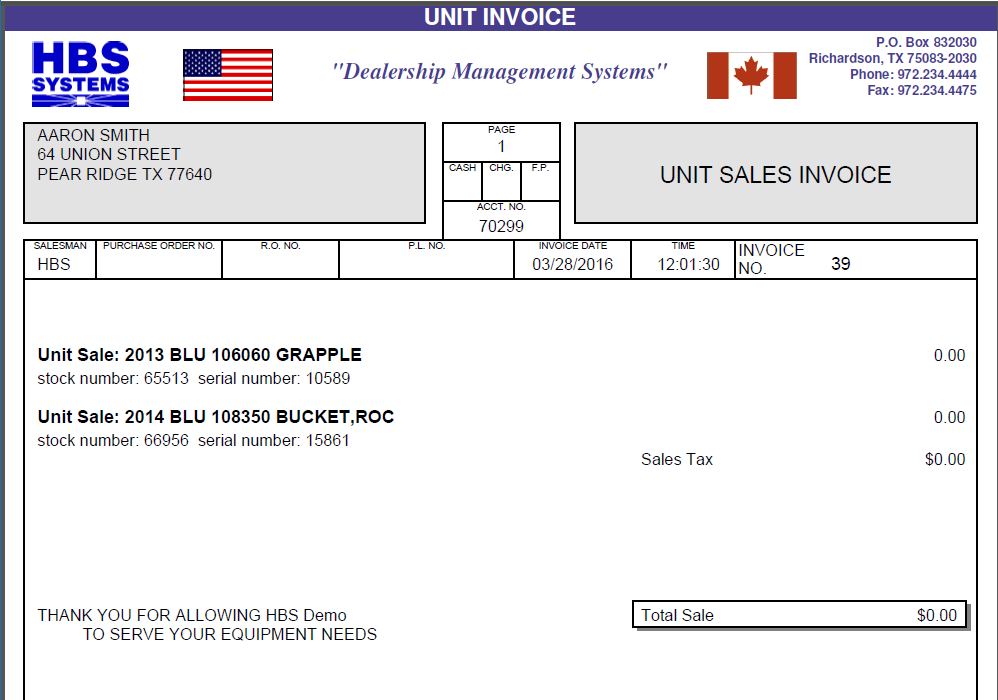 UNIT INVOICE
HBS
SYSTEMS
"Dealership Management Systems"
P.O. Box 832030
Richardson, TX 75083-2030
Phone: 972.234.4444
Fax: 972.234.4475
AARON SMITH
64 UNION STREET
PEAR RIDGE TX 77640
PAGE
1
CASH CHG. F.P.
ACCT. NO.
70299
UNIT SALES INVOICE
SALESMAN PURCHASE ORDER NO. R.O. NO. P.L. NO. INVOICE DATE TIME INVOICE
HBS 03/28/2016 12:01:30 NO. 39
Unit Sale: 2013 BLU 106060 GRAPPLE 0.00
stock number: 65513 serial number: 10589
Unit Sale: 2014 BLU 108350 BUCKET,ROC 0.00
stock number: 66956 serial number: 15861
Sales Tax $0.00
THANK YOU FOR ALLOWING HBS Demo
TO SERVE YOUR EQUIPMENT NEEDS
Total Sale $0.00